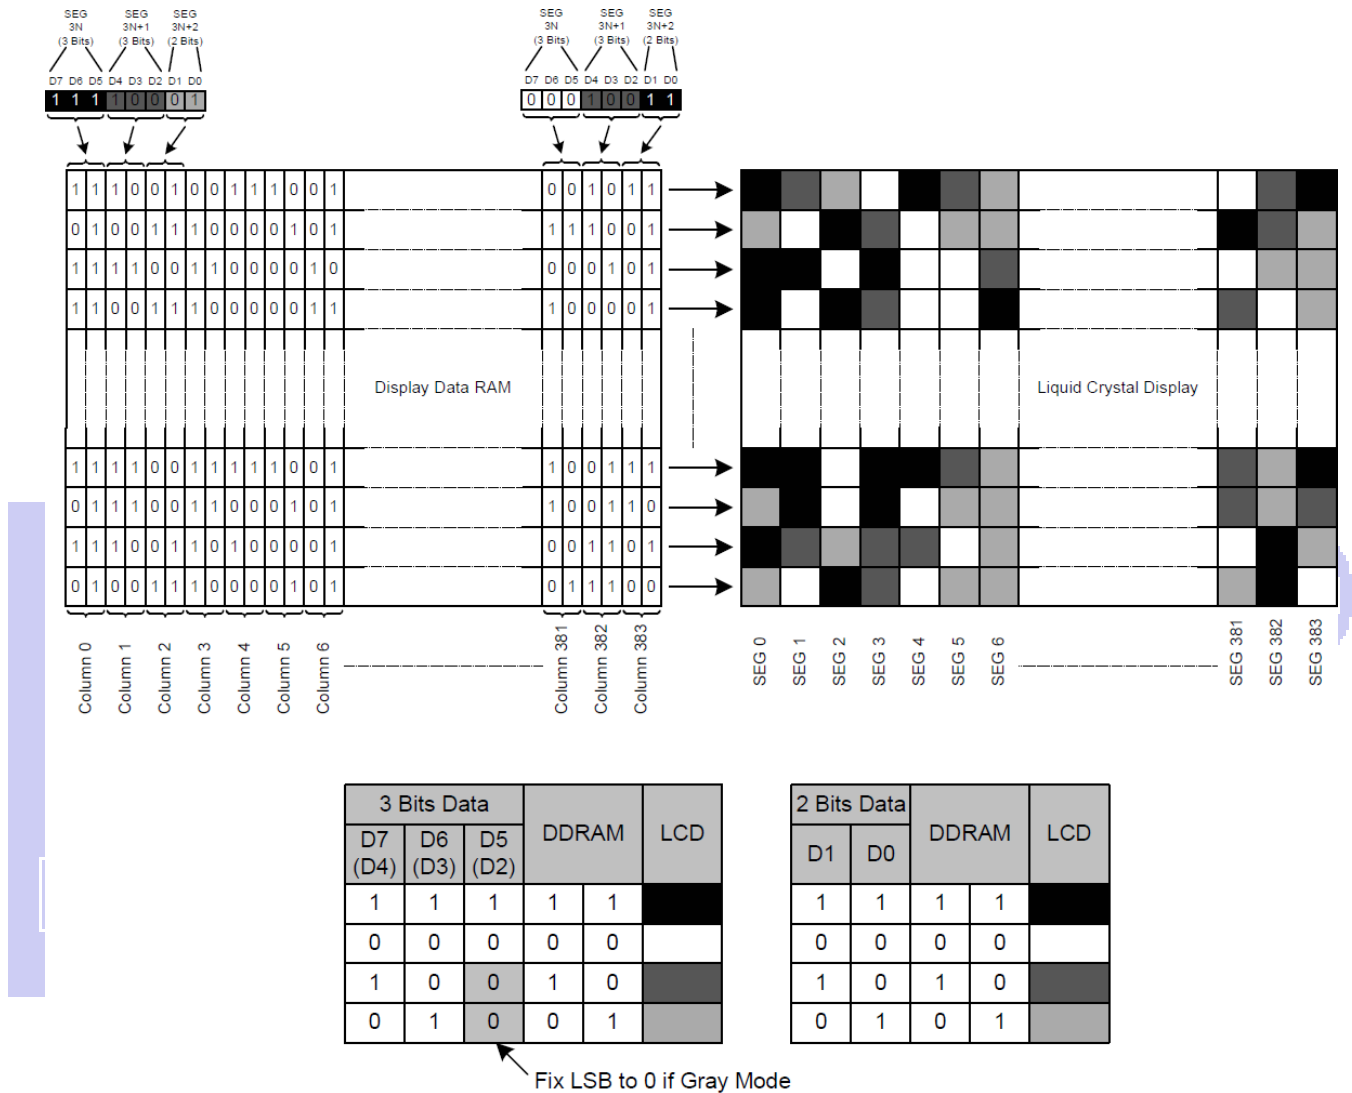 SEG SEG SEG
3N 3N+1 3N+2
(3 Bits) (3 Bits) (2 Bits)
D7 D6 D5 D4 D3 D2 D1 D0
1 1 1 1 0 0 0 1
SEG SEG SEG
3N 3N+1 3N+2
(3 Bits) (3 Bits) (2 Bits)
D7 D6 D5 D4 D3 D2 D1 D0
0 0 0 1 0 0 1 1
1 1 1 0 0 1 0 0 1 1 1 0 0 1 0 0 1 0 1 1
0 1 0 0 1 1 1 0 0 0 0 1 0 1 1 1 1 0 0 1
1 1 1 1 0 0 1 1 0 0 0 0 1 0 0 0 0 1 0 1
1 1 0 0 1 1 1 0 0 0 0 0 1 1 1 0 0 0 0 1
Display Data RAM
Liquid Crystal Display
1 1 1 1 0 0 1 1 1 1 1 0 0 1 1 0 0 1 1 1
0 1 1 1 0 0 1 1 0 0 0 1 0 1 1 0 0 1 1 0
1 1 1 0 0 1 1 0 1 0 0 0 0 1 0 0 1 1 0 1
0 1 0 0 1 1 1 0 0 0 0 1 0 1 0 1 1 1 0 0
Column 0
Column 1
Column 2
Column 3
Column 4
Column 5
Column 6
Column 381
Column 382
Column 383
SEG 0
SEG 1
SEG 2
SEG 3
SEG 4
SEG 5
SEG 6
SEG 381
SEG 382
SEG 383
3 Bits Data DDRAM LCD
D7 D6 D5
(D4) (D3) (D2)
1 1 1 1 1
0 0 0 0 0
1 0 0 1 0
0 1 0 0 1
Fix LSB to 0 if Gray Mode
2 Bits Data DDRAM LCD
D1 D0
1 1 1 1
0 0 0 0
1 0 1 0
0 1 0 1